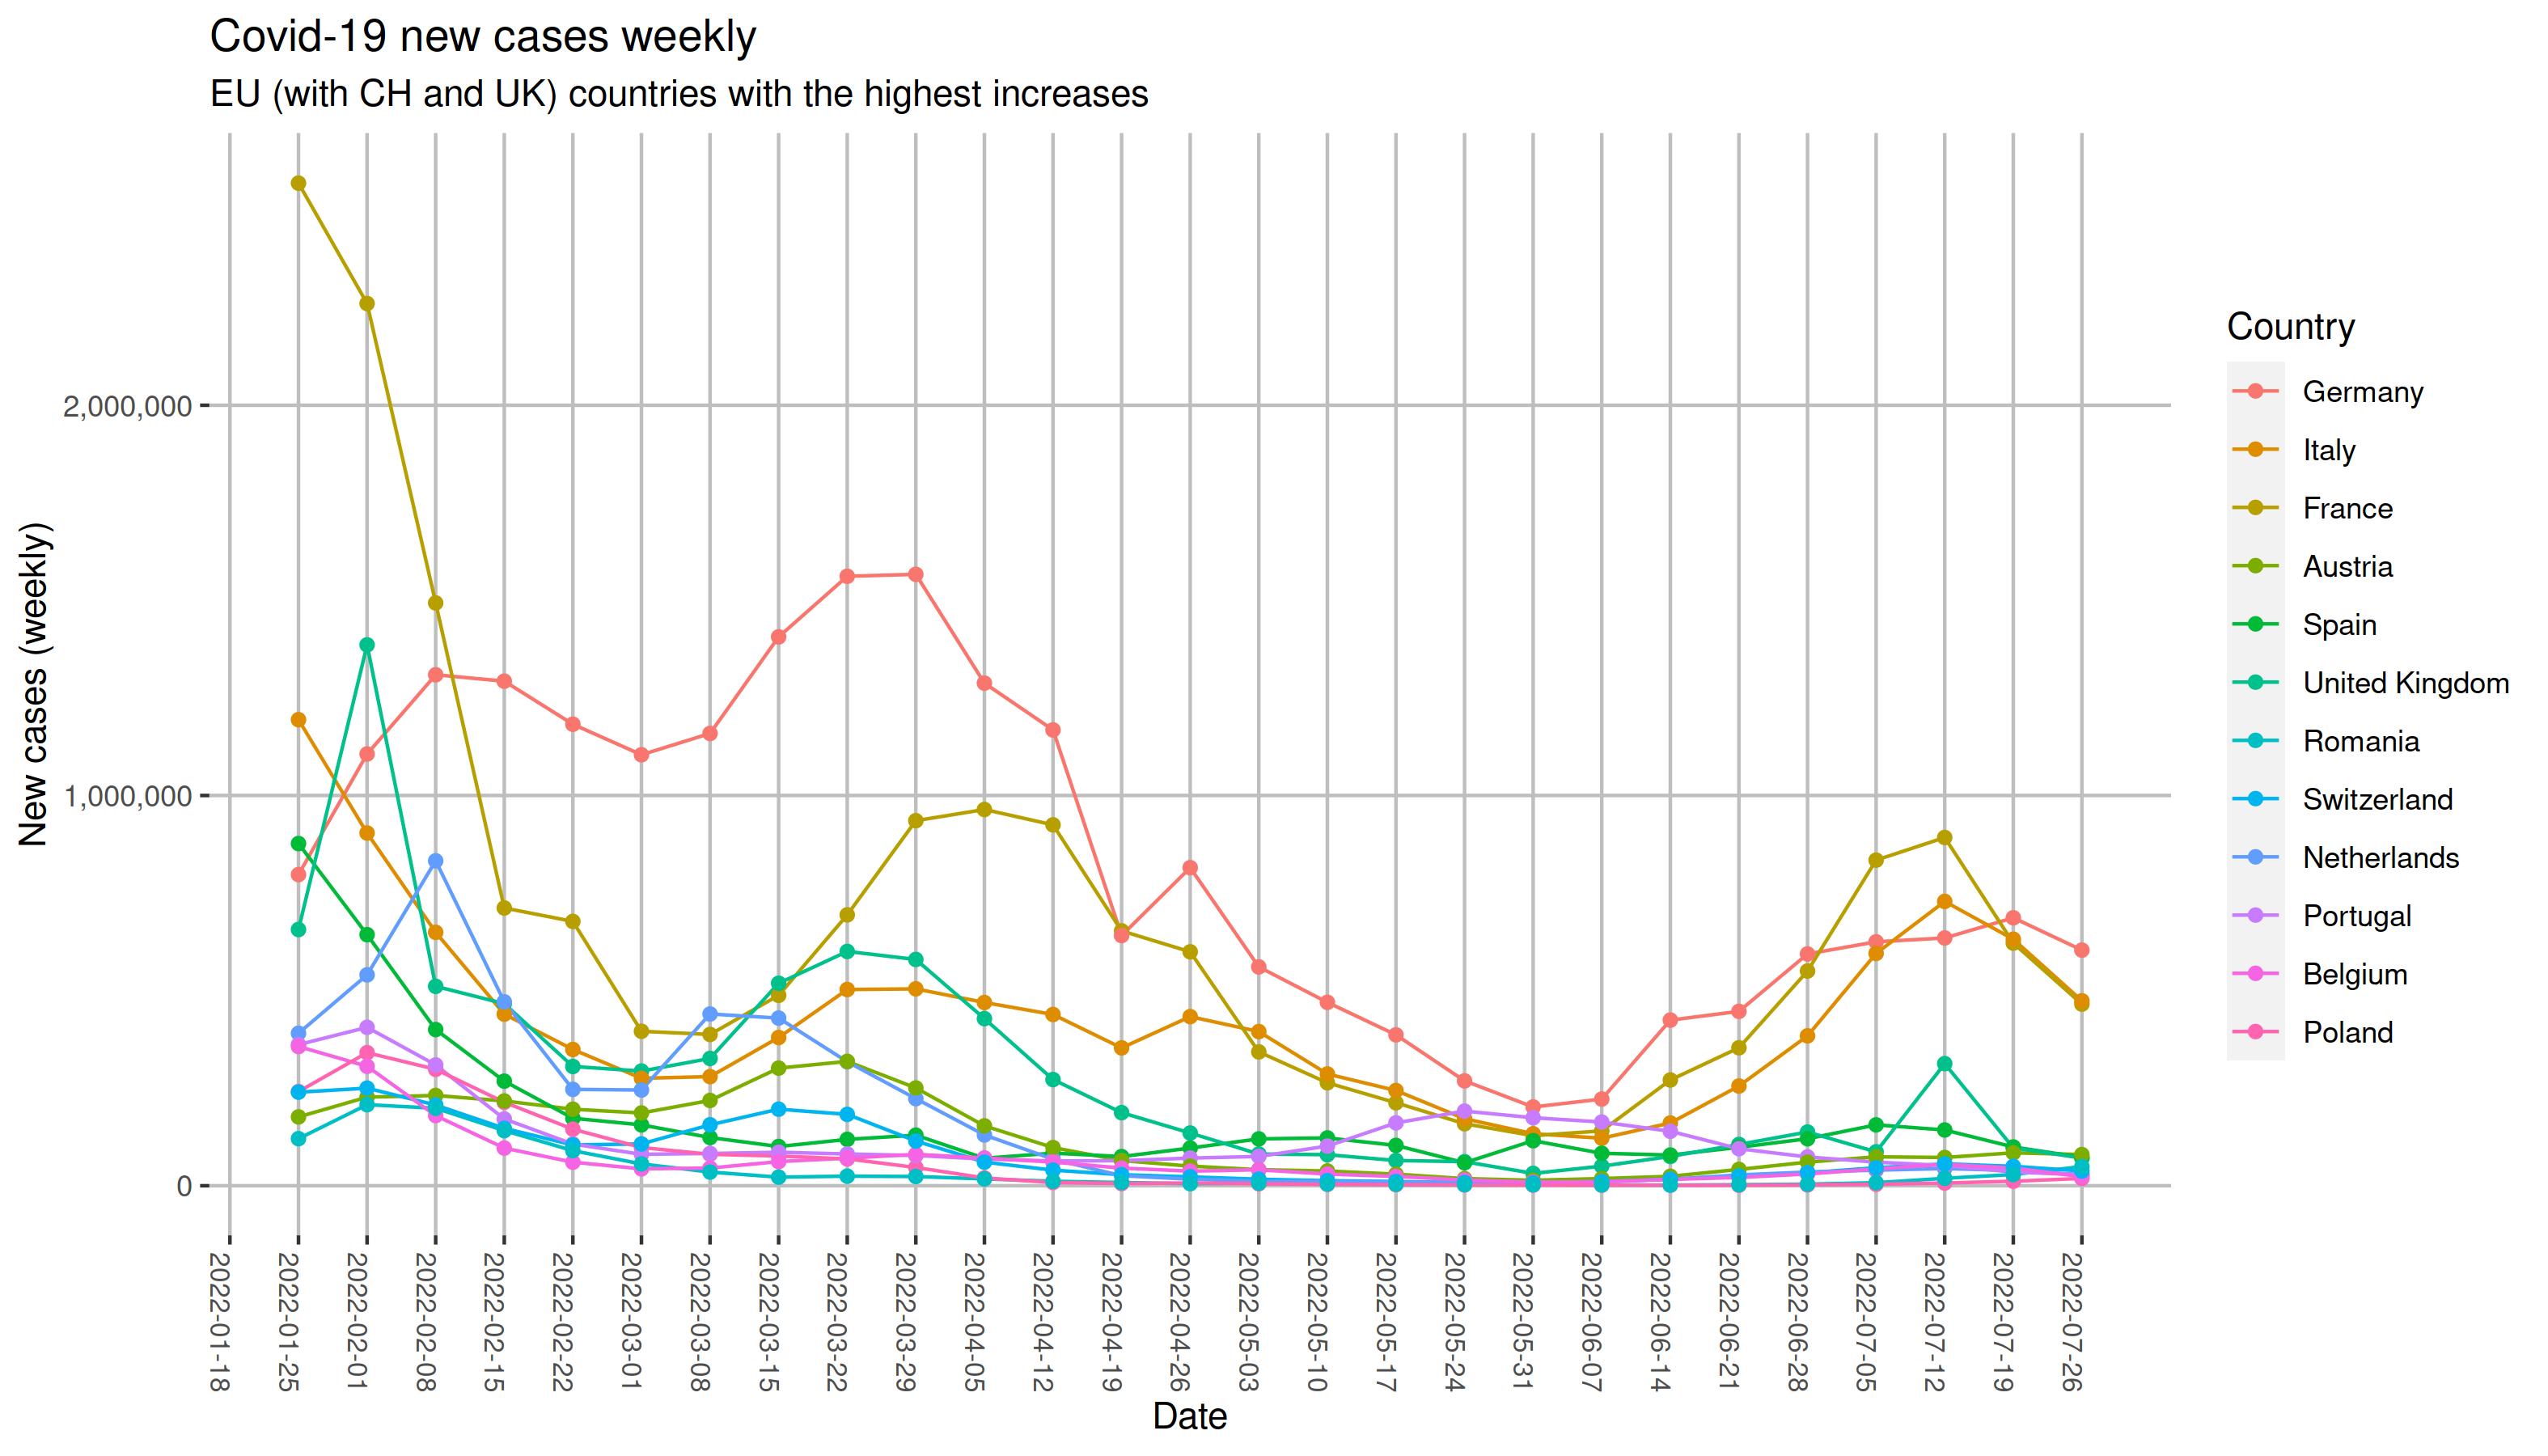 Covid-19 new cases weekly
EU (with CH and UK) countries with the highest increases
New cases (weekly)
2,000,000
1,000,000
0
2022-01-18
2022-01-25
2022-02-01
2022-02-08
2022-02-15
2022-02-22
2022-03-01
2022-03-08
2022-03-15
2022-03-22
2022-03-29
2022-04-05
2022-04-12
2022-04-19
2022-04-26
2022-05-03
2022-05-10
2022-05-17
2022-05-24
2022-05-31
2022-06-07
2022-06-14
2022-06-21
2022-06-28
2022-07-05
2022-07-12
2022-07-19
2022-07-26
Date
Country
Germany
Italy
France
Austria
Spain
United Kingdom
Romania
Switzerland
Netherlands
Portugal
Belgium
Poland